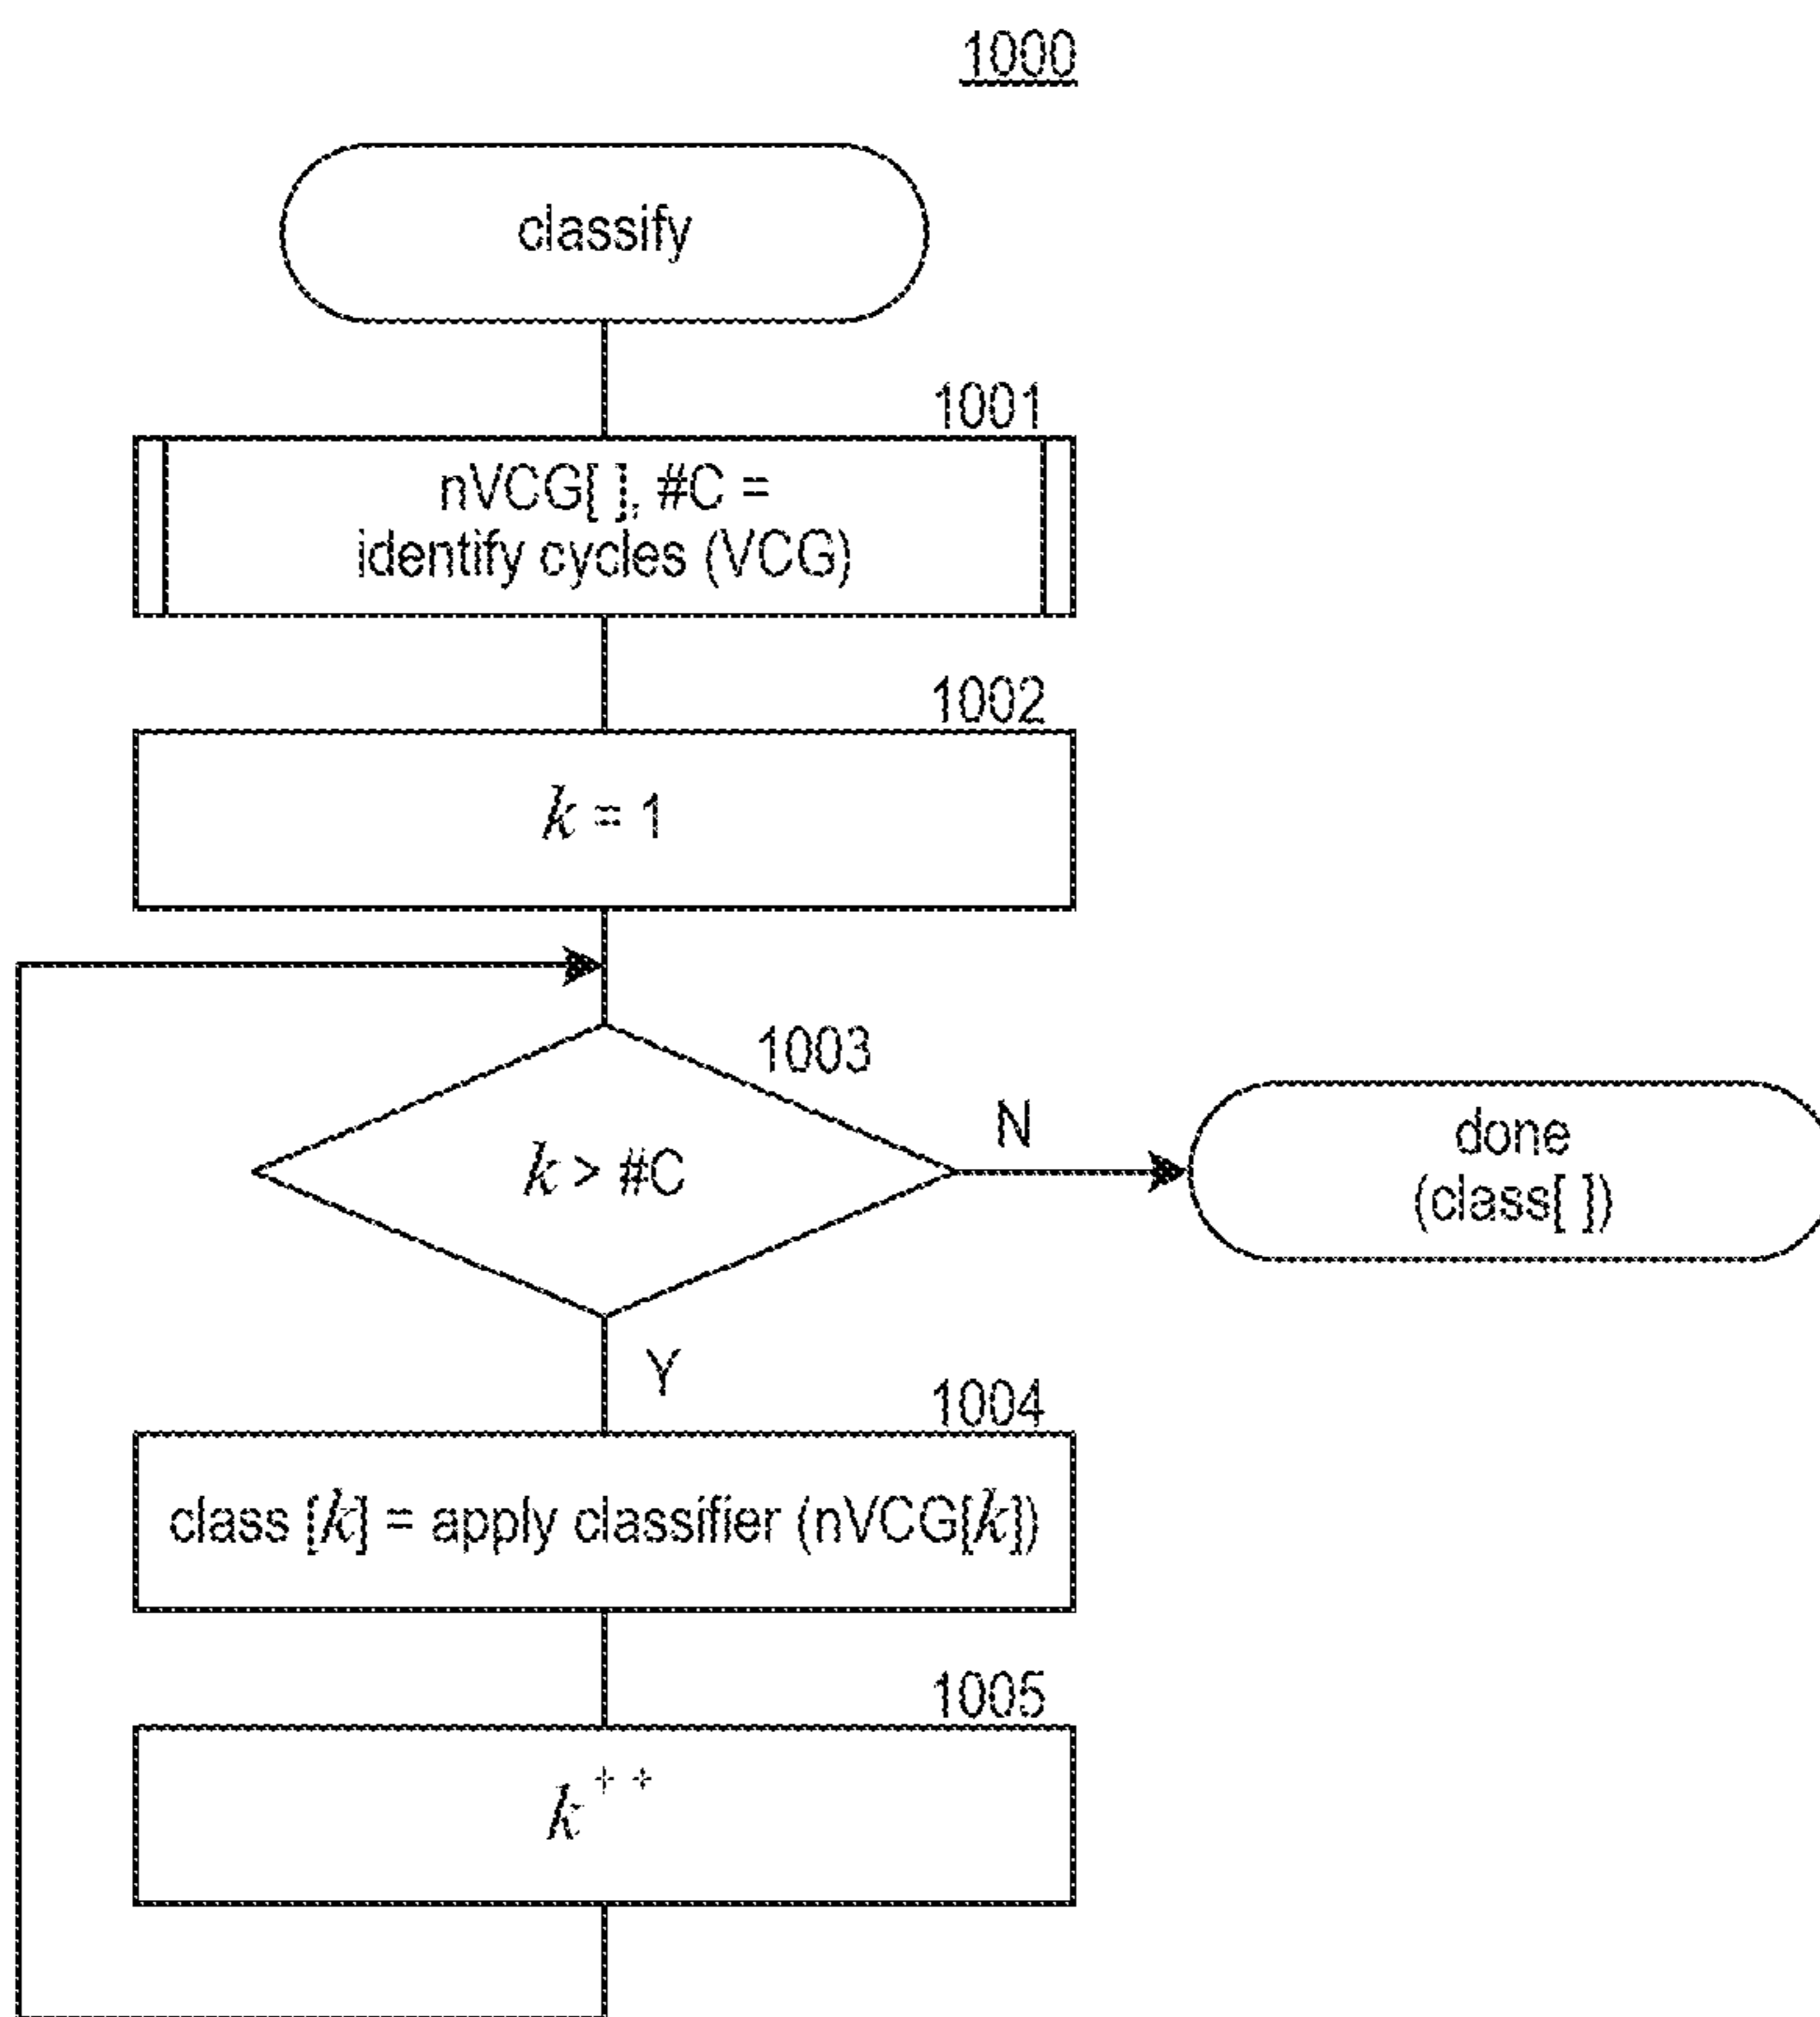 1000
classify
1001
nVCG[ ], #C =
identify cycles (VCG)
1002
k = 1
1003
k > #C
N
done
(class[ ])
Y
1004
class [k] = apply classifier (nVCG[k])
1005
k++